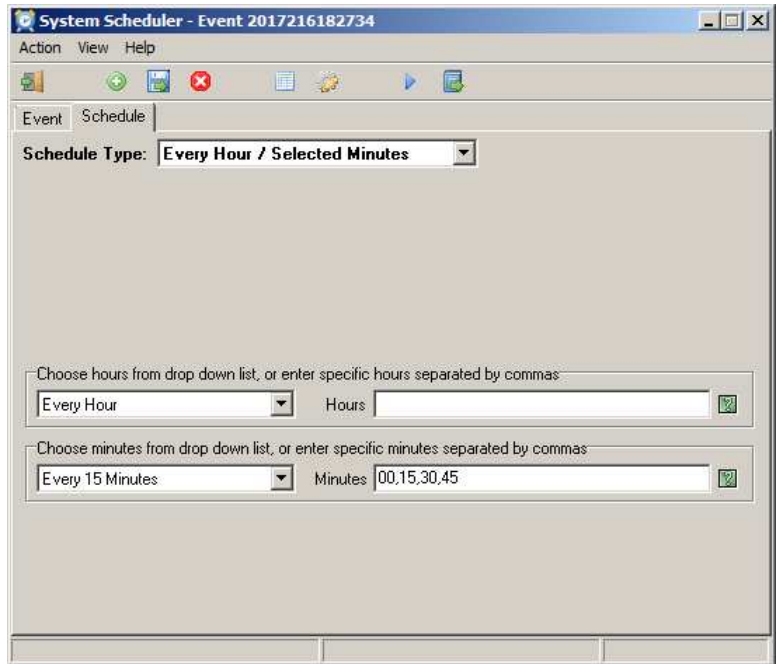 System Scheduler - Event 2017216182734
Action View Help
Event Schedule
Schedule Type: Every Hour / Selected Minutes
Choose hours from drop down list, or enter specific hours separated by commas
Every Hour Hours
Choose minutes from drop down list, or enter specific minutes separated by commas
Every 15 Minutes Minutes 00,15,30,45